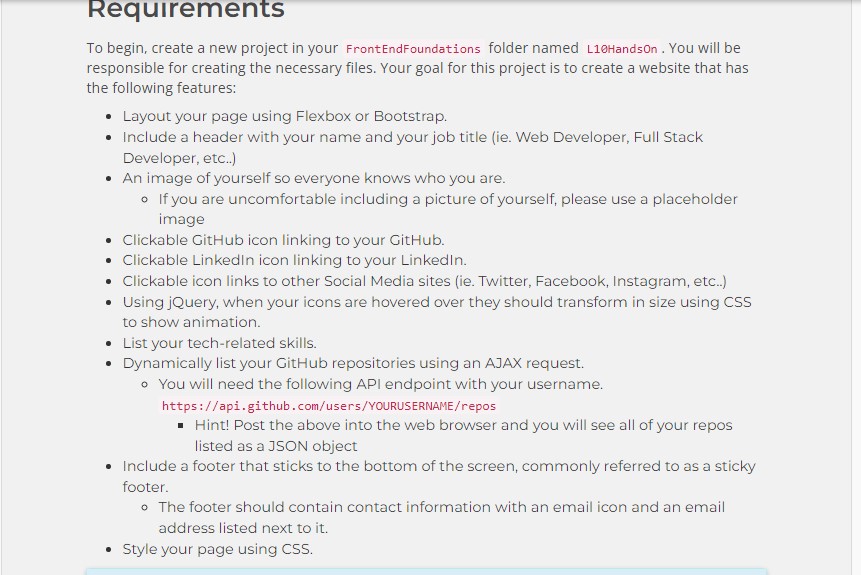 Requirements
To begin, create a new project in your FrontEndFoundations folder named L10HandsOn. You will be
responsible for creating the necessary files. Your goal for this project is to create a website that has
the following features:
• Layout your page using Flexbox or Bootstrap.
• Include a header with your name and your job title (ie. Web Developer, Full Stack
Developer, etc..)
• An image of yourself so everyone knows who you are.
◦ If you are uncomfortable including a picture of yourself, please use a placeholder
image
• Clickable GitHub icon linking to your GitHub.
• Clickable LinkedIn icon linking to your LinkedIn.
• Clickable icon links to other Social Media sites (ie. Twitter, Facebook, Instagram, etc..)
• Using jQuery, when your icons are hovered over they should transform in size using CSS
to show animation.
• List your tech-related skills.
• Dynamically list your GitHub repositories using an AJAX request.
◦ You will need the following API endpoint with your username.
https://api.github.com/users/YOURUSERNAME/repos
▪ Hint! Post the above into the web browser and you will see all of your repos
listed as a JSON object
• Include a footer that sticks to the bottom of the screen, commonly referred to as a sticky
footer.
◦ The footer should contain contact information with an email icon and an email
address listed next to it.
• Style your page using CSS.